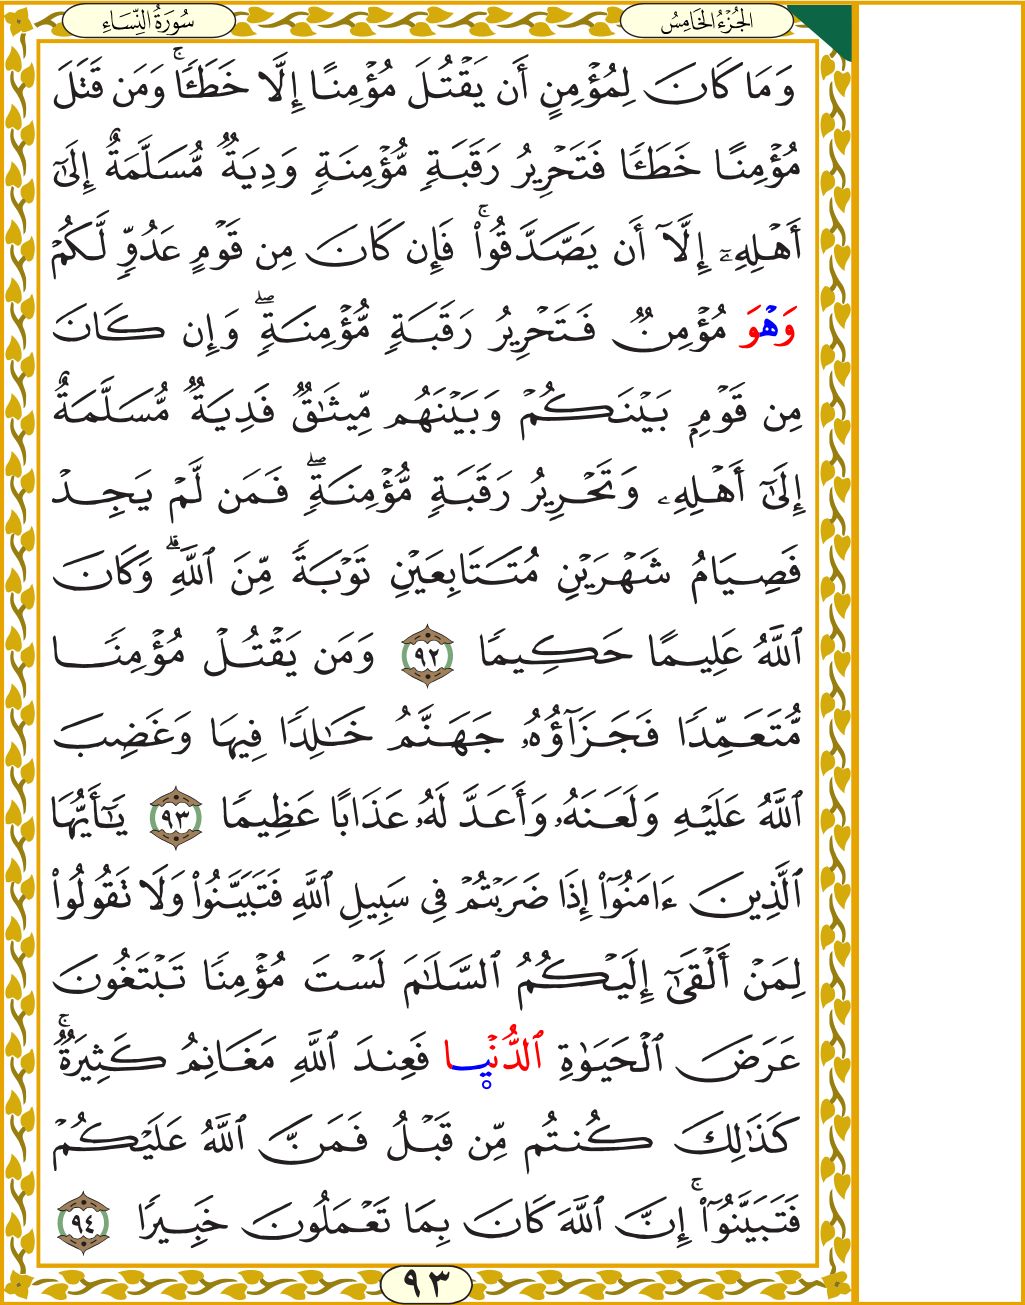 الجُزْءُ الخَامِسُ
سُورَةُ النِّسَاءِ
وَمَا كَانَ لِمُؤْمِنٍ أَن يَقْتُلَ مُؤْمِنًا إِلَّا خَطَـًٔاۚ وَمَن قَتَلَ
مُؤْمِنًا خَطَـًٔا فَتَحْرِيرُ رَقَبَةٍ مُّؤْمِنَةٍ وَدِيَةٌ مُّسَلَّمَةٌ إِلَىٰٓ
أَهْلِهِۦٓ إِلَّآ أَن يَصَّدَّقُوا۟ۚ فَإِن كَانَ مِن قَوْمٍ عَدُوٍّ لَّكُمْ
وَهْوَ مُؤْمِنٌ فَتَحْرِيرُ رَقَبَةٍ مُّؤْمِنَةٍۖ وَإِن كَانَ
مِن قَوْمٍۭ بَيْنَكُمْ وَبَيْنَهُم مِّيثَٰقٌ فَدِيَةٌ مُّسَلَّمَةٌ
إِلَىٰٓ أَهْلِهِۦ وَتَحْرِيرُ رَقَبَةٍ مُّؤْمِنَةٍۖ فَمَن لَّمْ يَجِدْ
فَصِيَامُ شَهْرَيْنِ مُتَتَابِعَيْنِ تَوْبَةً مِّنَ ٱللَّهِۗ وَكَانَ
ٱللَّهُ عَلِيمًا حَكِيمًا ٩٢ وَمَن يَقْتُلْ مُؤْمِنًا
مُّتَعَمِّدًا فَجَزَآؤُهُۥ جَهَنَّمُ خَٰلِدًا فِيهَا وَغَضِبَ
ٱللَّهُ عَلَيْهِ وَلَعَنَهُۥ وَأَعَدَّ لَهُۥ عَذَابًا عَظِيمًا ٩٣ يَٰٓأَيُّهَا
ٱلَّذِينَ ءَامَنُوٓا۟ إِذَا ضَرَبْتُمْ فِى سَبِيلِ ٱللَّهِ فَتَبَيَّنُوا۟ وَلَا تَقُولُوا۟
لِمَنْ أَلْقَىٰٓ إِلَيْكُمُ ٱلسَّلَٰمَ لَسْتَ مُؤْمِنًا تَبْتَغُونَ
عَرَضَ ٱلْحَيَوٰةِ ٱلدُّنْي۪ا فَعِندَ ٱللَّهِ مَغَانِمُ كَثِيرَةٌۚ
كَذَٰلِكَ كُنتُم مِّن قَبْلُ فَمَنَّ ٱللَّهُ عَلَيْكُمْ
فَتَبَيَّنُوٓا۟ۚ إِنَّ ٱللَّهَ كَانَ بِمَا تَعْمَلُونَ خَبِيرًا ٩٤
٩٣